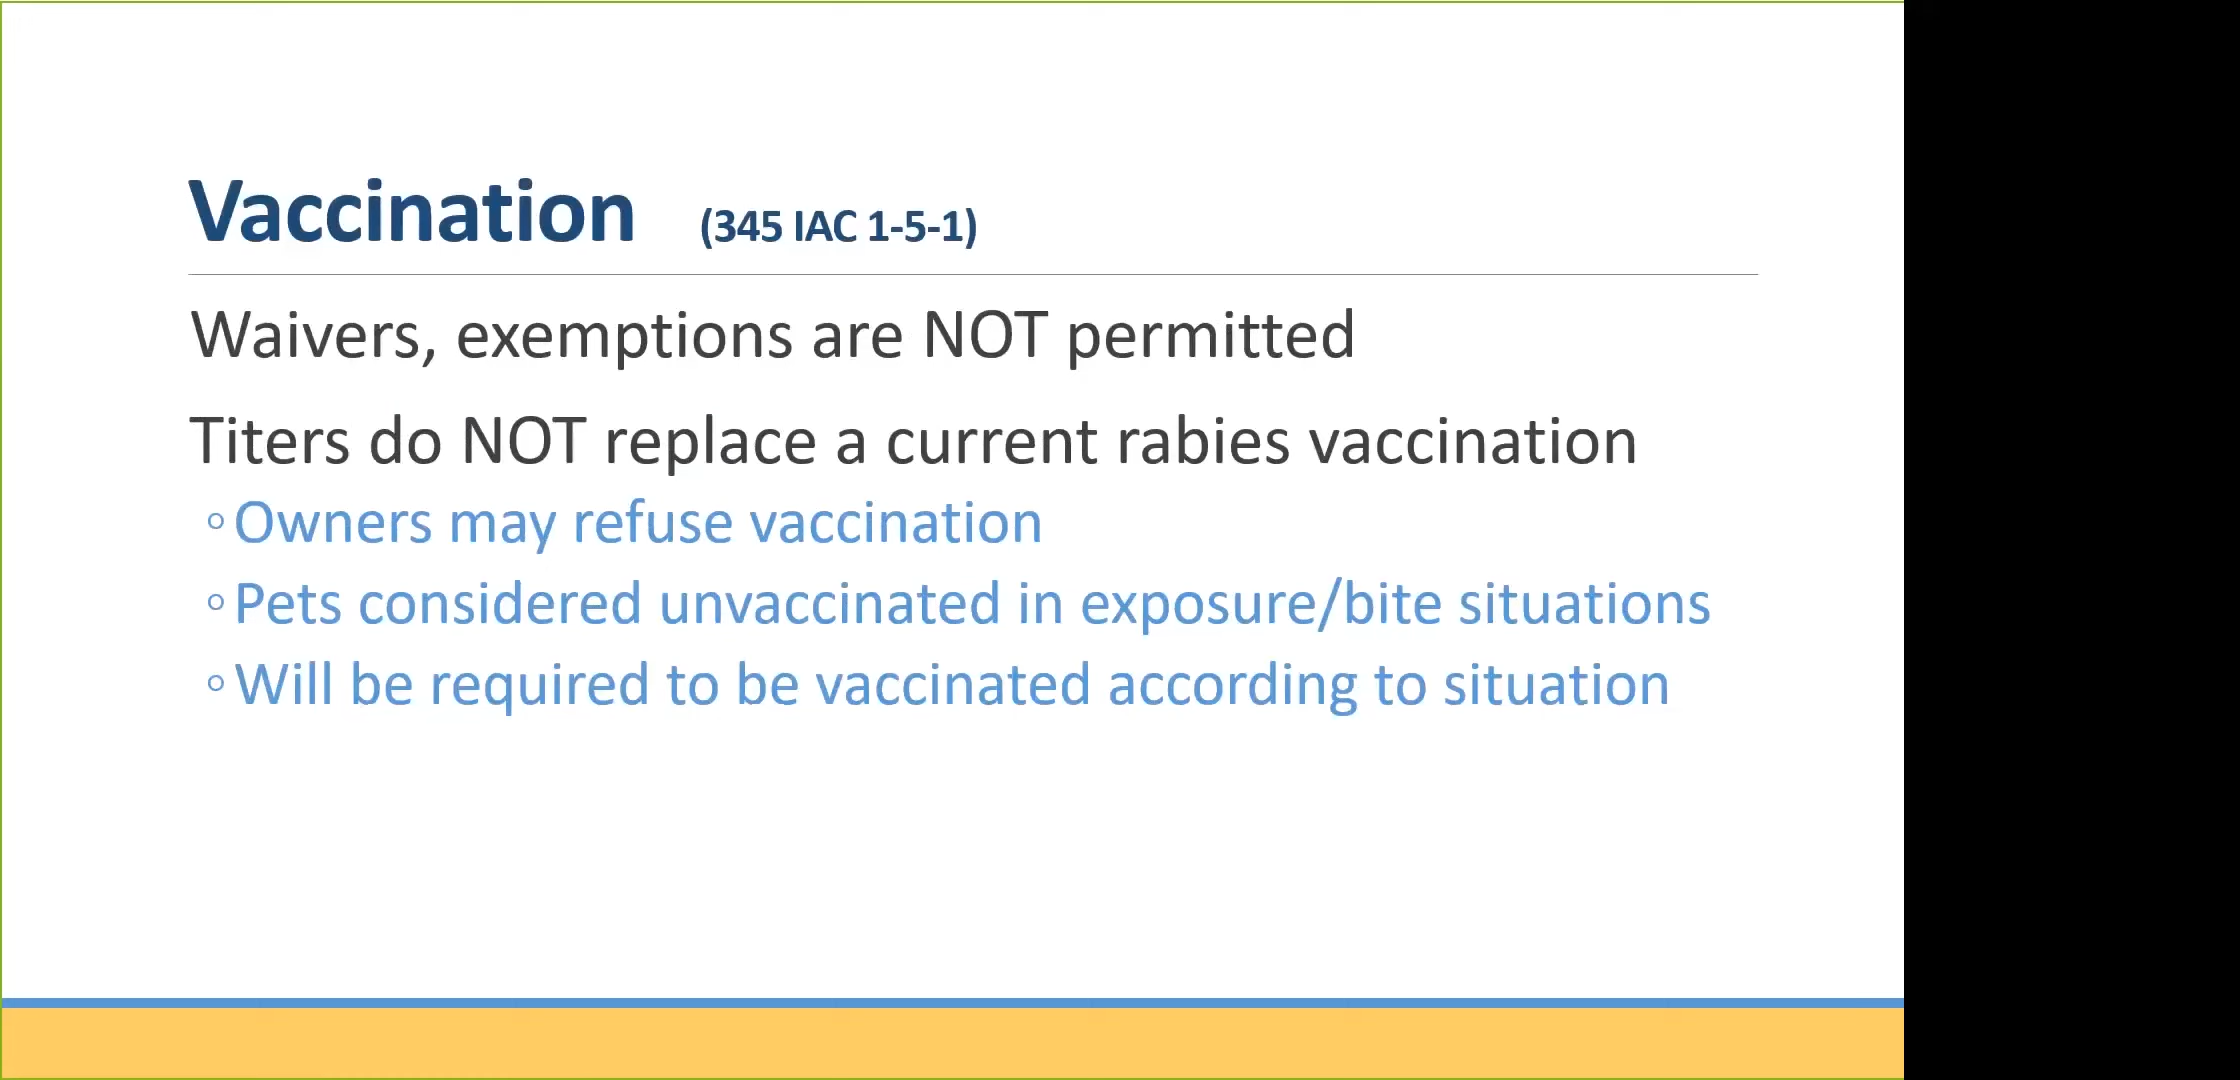 Vaccination (345 IAC 1-5-1)
Waivers, exemptions are NOT permitted
Titers do NOT replace a current rabies vaccination
◦Owners may refuse vaccination
◦Pets considered unvaccinated in exposure/bite situations
◦Will be required to be vaccinated according to situation